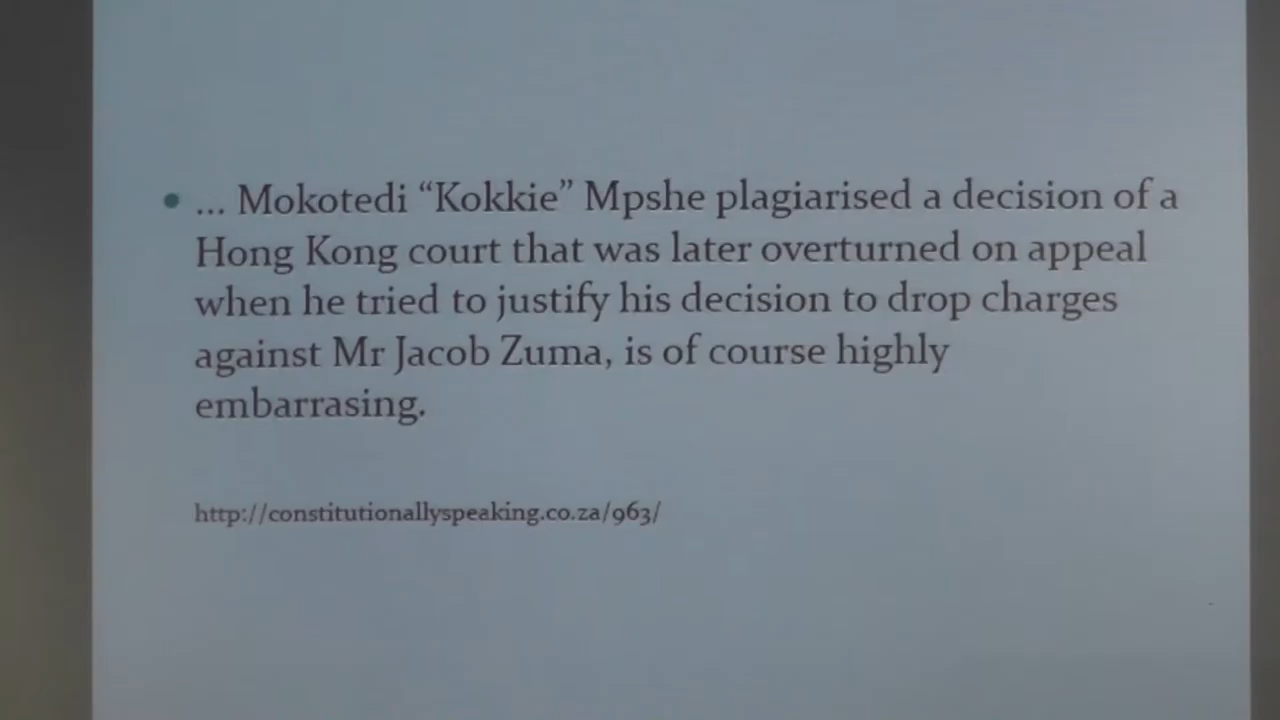 • ... Mokotedi “Kokkie” Mpshe plagiarised a decision of a
Hong Kong court that was later overturned on appeal
when he tried to justify his decision to drop charges
against Mr Jacob Zuma, is of course highly
embarrasing.
http://constitutionallyspeaking.co.za/963/